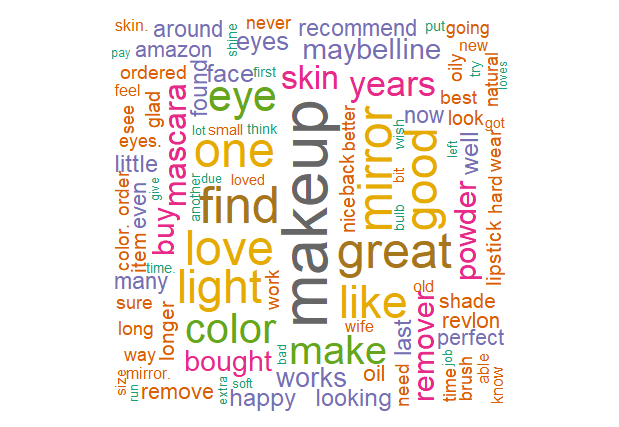 skin.
around
never
recommend
put
going
pay
amazon
shine
eyes
maybelline
new
ordered
found
face
first
skin
years
oily
try
natural
loves
feel
see
glad
mascara
eye
best
eyes.
lot
small
think
makeup
nice
back
better
mirror
wish
good
now
look
got
little
one
bit
left
well
wear
hard
order
even
give
another
due
loved
find
bulb
powder
lipstick
color.
item
buy
love
great
time.
many
light
work
like
old
shade
sure
color
wife
last
remover
revlon
long
longer
make
perfect
way
bought
bad
job
size
mirror.
run
remove
extra
soft
works
oil
need
time
brush
able
know
happy
looking